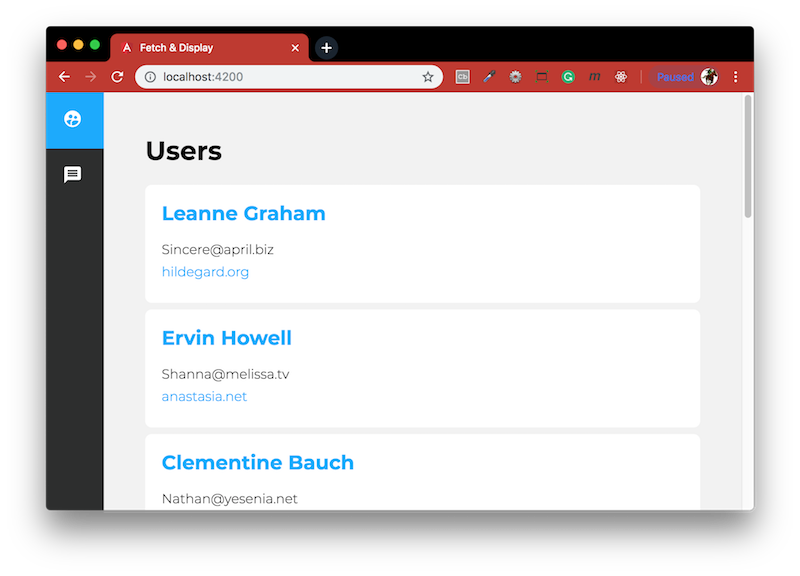 Fetch & Display
localhost:4200
Cb
G
m
Paused
Users
Leanne Graham
Sincere@april.biz
hildegard.org
Ervin Howell
Shanna@melissa.tv
anastasia.net
Clementine Bauch
Nathan@yesenia.net